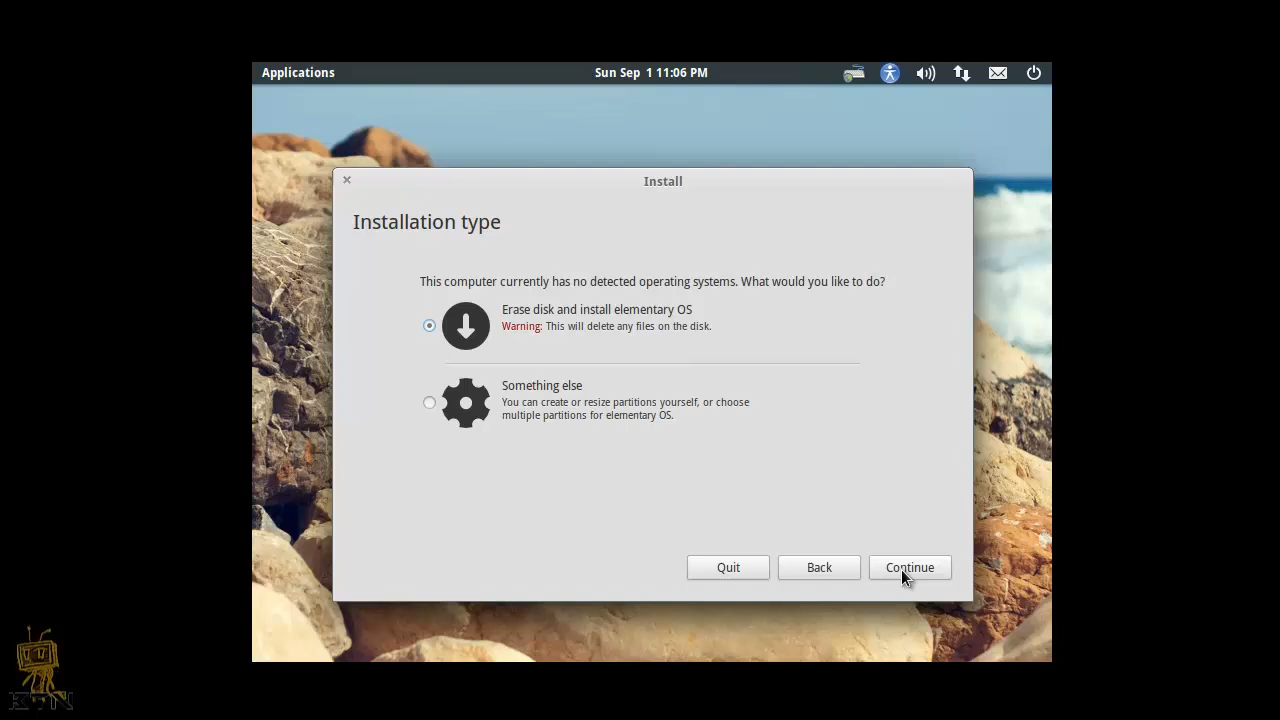 Applications
Sun Sep 1 11:06 PM
Install
Installation type
This computer currently has no detected operating systems. What would you like to do?
Erase disk and install elementary OS
Warning: This will delete any files on the disk.
Something else
You can create or resize partitions yourself, or choose
multiple partitions for elementary OS.
Quit
Back
Continue